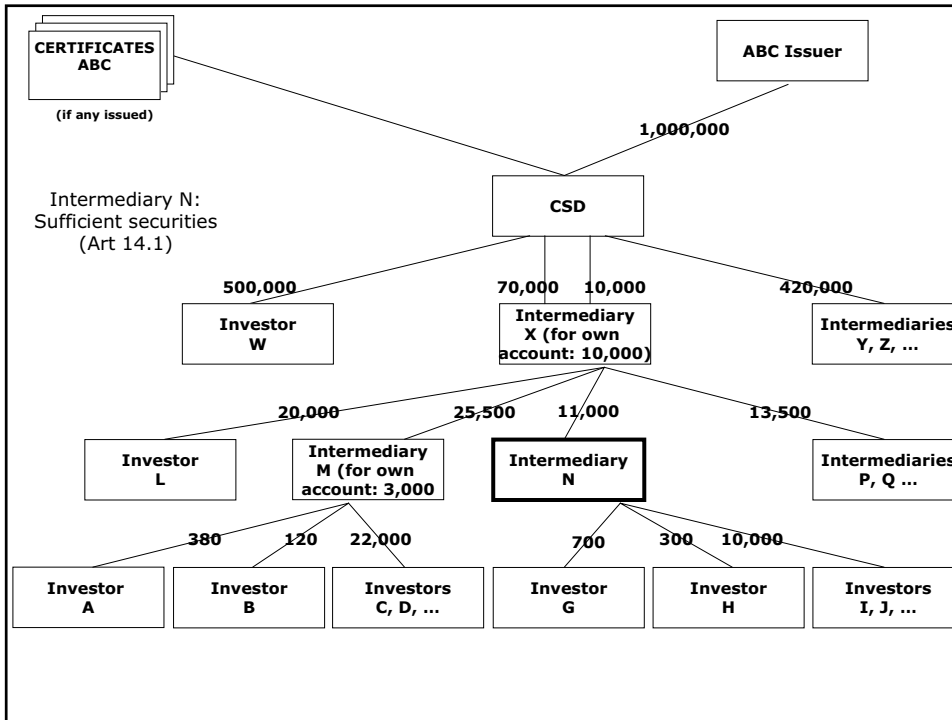 CERTIFICATES
ABC
(if any issued)
ABC Issuer
1,000,000
CSD
Intermediary N:
Sufficient securities
(Art 14.1)
500,000
70,000
10,000
420,000
Investor
W
Intermediary
X (for own
account: 10,000)
Intermediaries
Y, Z, ...
20,000
25,500
11,000
13,500
Investor
L
Intermediary
M (for own
account: 3,000
Intermediary
N
Intermediaries
P, Q ...
380
120
22,000
700
300
10,000
Investor
A
Investor
B
Investors
C, D, ...
Investor
G
Investor
H
Investors
I, J, ...